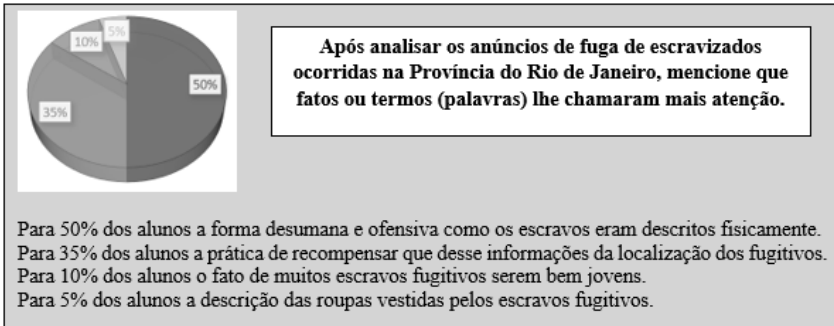 5%
10%
50%
35%
Após analisar os anúncios de fuga de escravizados
ocorridas na Província do Rio de Janeiro, mencione que
fatos ou termos (palavras) lhe chamaram mais atenção.
Para 50% dos alunos a forma desumana e ofensiva como os escravos eram descritos físicamente.
Para 35% dos alunos a prática de recompensar que desse informações da localização dos fugitivos.
Para 10% dos alunos o fato de muitos escravos fugitivos serem bem jovens.
Para 5% dos alunos a descrição das roupas vestidas pelos escravos fugitivos.